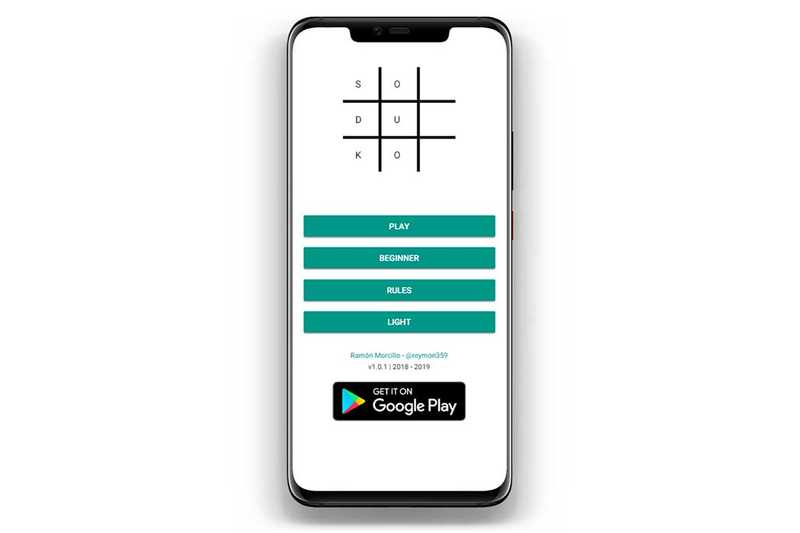 S O
D U
K O
PLAY
BEGINNER
RULES
LIGHT
Ramón Morcillo - @reymon359
v1.0.1 | 2018 - 2019
GET IT ON
Google Play